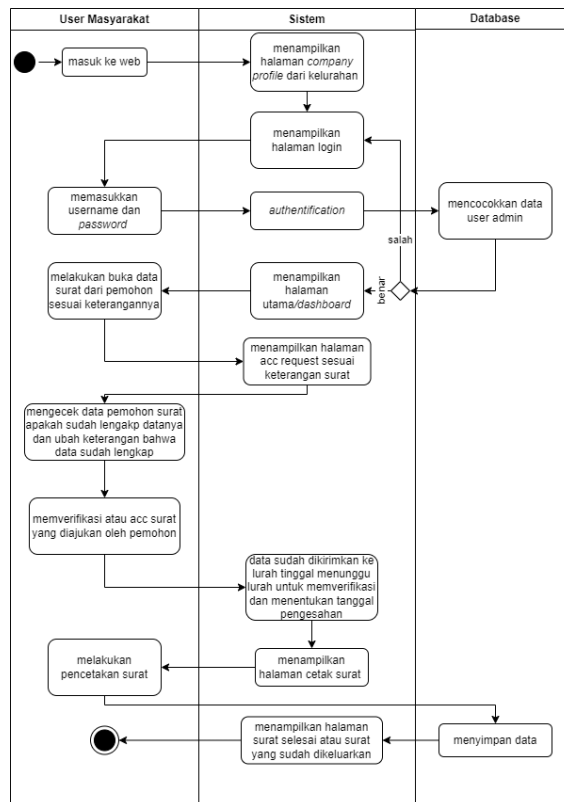 User Masyarakat
Sistem
Database
masuk ke web
menampilkan
halaman company
profile dari kelurahan
menampilkan
halaman login
memasukkan
username dan
password
authentification
mencocokkan data
user admin
salah
benar
menampilkan
halaman
utama/dashboard
melakukan buka data
surat dari pemohon
sesuai keterangannya
menampilkan halaman
acc request sesuai
keterangan surat
mengecek data pemohon surat
apakah sudah lengakp datanya
dan ubah keterangan bahwa
data sudah lengkap
memverifikasi atau acc surat
yang diajukan oleh pemohon
data sudah dikirimkan ke
lurah tinggal menunggu
lurah untuk memverifikasi
dan menentukan tanggal
pengesahan
menampilkan
halaman cetak surat
melakukan
pencetakan surat
menyimpan data
menampilkan halaman
surat selesai atau surat
yang sudah dikeluarkan